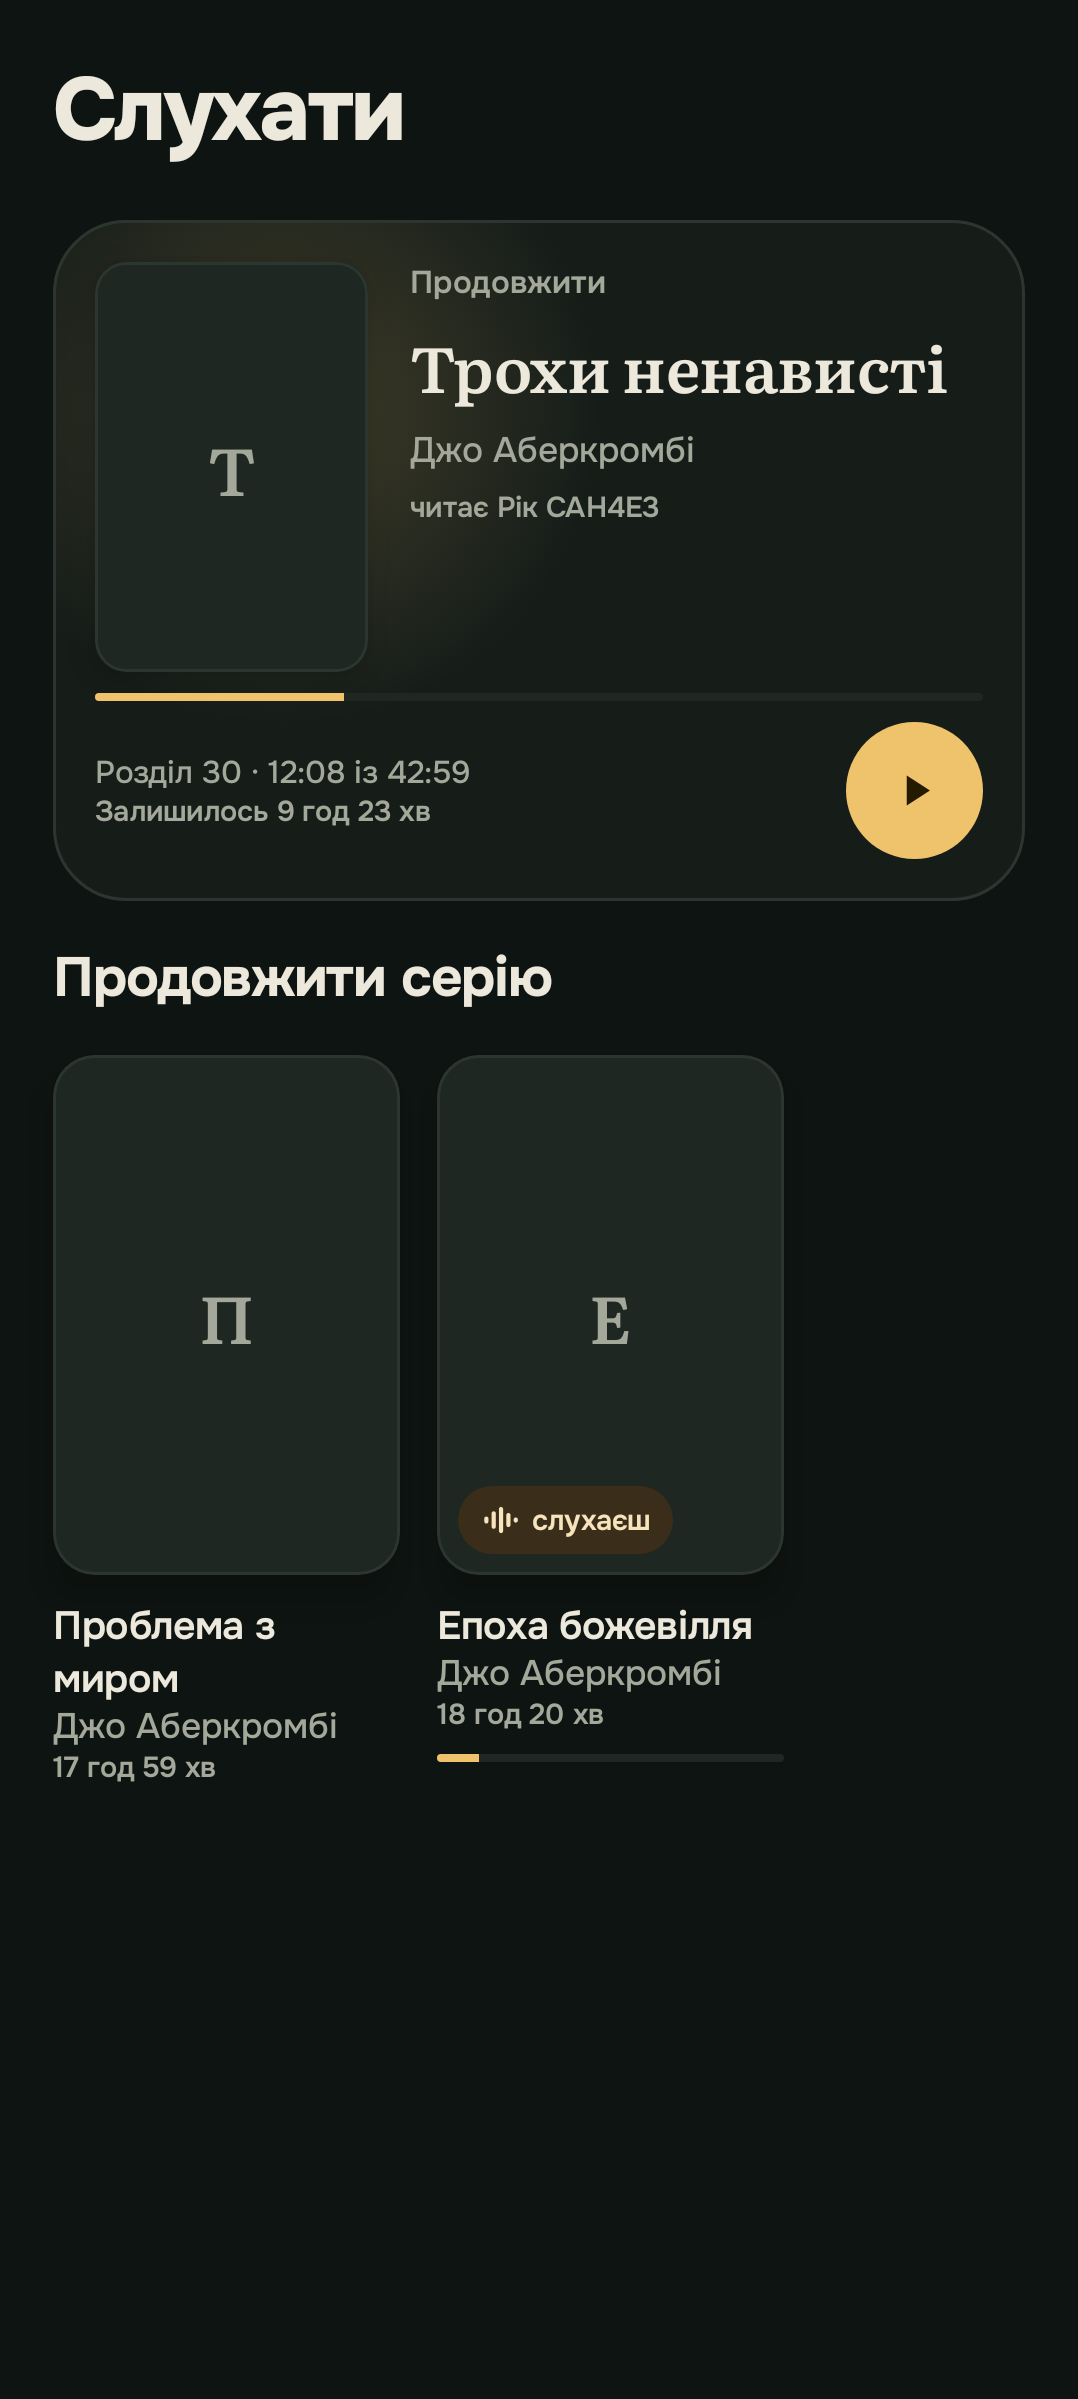 Слухати
Продовжити
Трохи ненависті
Джо Аберкромбі
читає Рік САН4ЕЗ
Т
Розділ 30 · 12:08 із 42:59
Залишилось 9 год 23 хв
Продовжити серію
П
Е
слухаєш
Проблема з
миром
Джо Аберкромбі
17 год 59 хв
Епоха божевілля
Джо Аберкромбі
18 год 20 хв